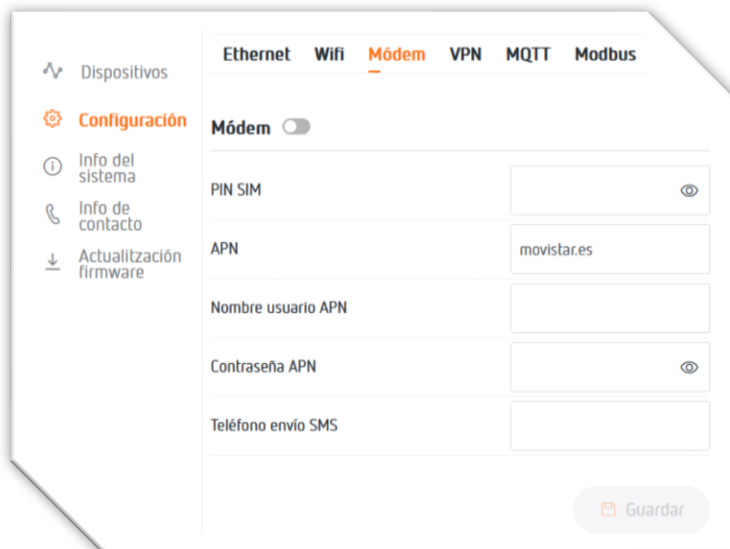 Ethernet Wifi Módem VPN MQTT Modbus
Dispositivos
Configuración
Info del
sistema
Info de
contacto
Actualitzación
firmware
Módem
PIN SIM
APN
movistar.es
Nombre usuario APN
Contraseña APN
Teléfono envío SMS
Guardar